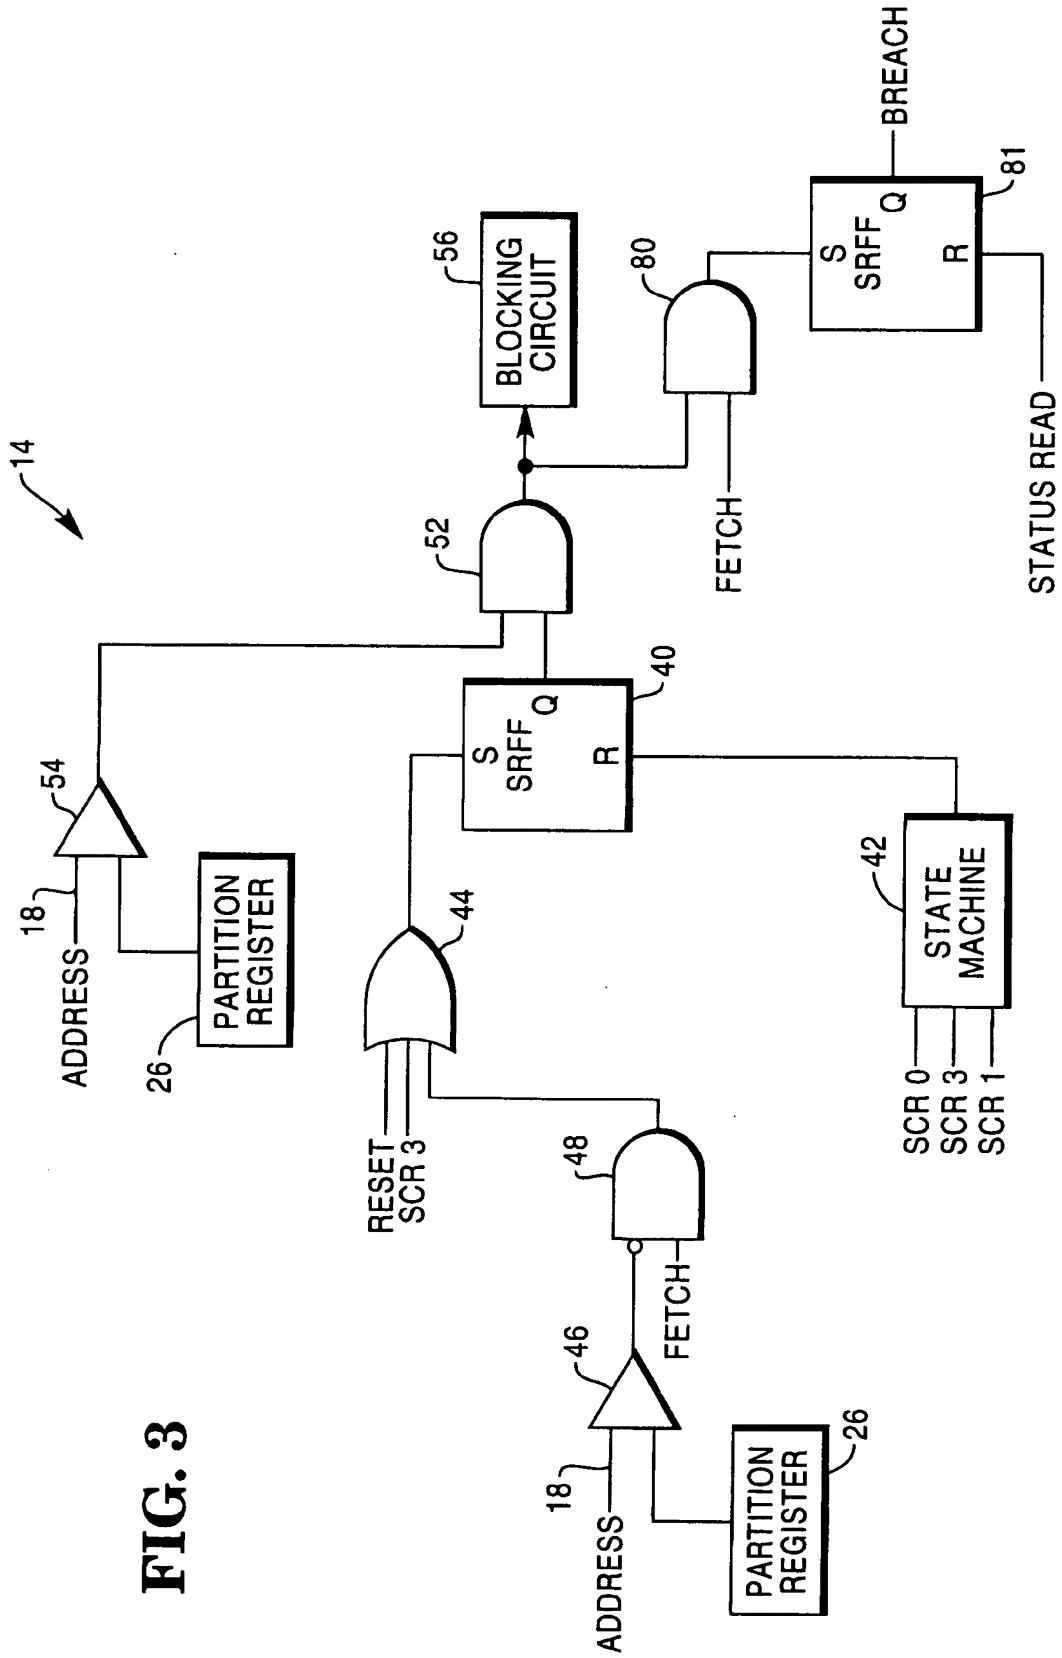 FIG. 3
14
ADDRESS
18
54
26
PARTITION
REGISTER
RESET
SCR 3
44
S
SRFF
Q
R
40
52
56
BLOCKING
CIRCUIT
ADDRESS
18
46
PARTITION
REGISTER
26
FETCH
48
SCR 0
SCR 3
SCR 1
42
STATE
MACHINE
FETCH
80
S
SRFF
Q
R
81
BREACH
STATUS READ